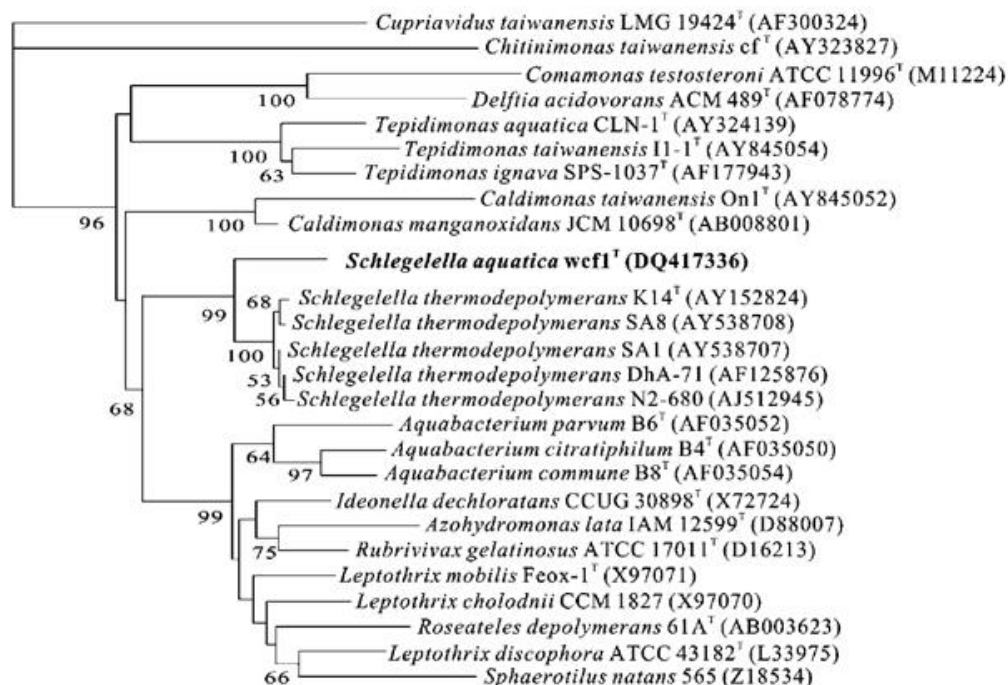 Cupriavidus taiwanensis LMG 19424ᵀ (AF300324)
Chitinimonas taiwanensis cfᵀ (AY323827)
Comamonas testosteroni ATCC 11996ᵀ (M11224)
100
Delftia acidovorans ACM 489ᵀ (AF078774)
Tepidimonas aquatica CLN-1ᵀ (AY324139)
100
Tepidimonas taiwanensis I1-1ᵀ (AY845054)
63
Tepidimonas ignava SPS-1037ᵀ (AF177943)
Caldimonas taiwanensis On1ᵀ (AY845052)
96
100
Caldimonas manganoxidans JCM 10698ᵀ (AB008801)
Schlegelella aquatica wcf1ᵀ (DQ417336)
68
Schlegelella thermodepolymerans K14ᵀ (AY152824)
99
Schlegelella thermodepolymerans SA8 (AY538708)
100
Schlegelella thermodepolymerans SA1 (AY538707)
53
Schlegelella thermodepolymerans DhA-71 (AF125876)
56
Schlegelella thermodepolymerans N2-680 (AJ512945)
68
Aquabacterium parvum B6ᵀ (AF035052)
64
Aquabacterium citratiphilum B4ᵀ (AF035050)
97
Aquabacterium commune B8ᵀ (AF035054)
99
Ideonella dechloratans CCUG 30898ᵀ (X72724)
Azohydromonas lata IAM 12599ᵀ (D88007)
75
Rubrivivax gelatinosus ATCC 17011ᵀ (D16213)
Leptothrix mobilis Feox-1ᵀ (X97071)
Leptothrix cholodnii CCM 1827 (X97070)
Roseateles depolymerans 61Aᵀ (AB003623)
Leptothrix discophora ATCC 43182ᵀ (L33975)
66
Sphaerotilus natans 565 (Z18534)